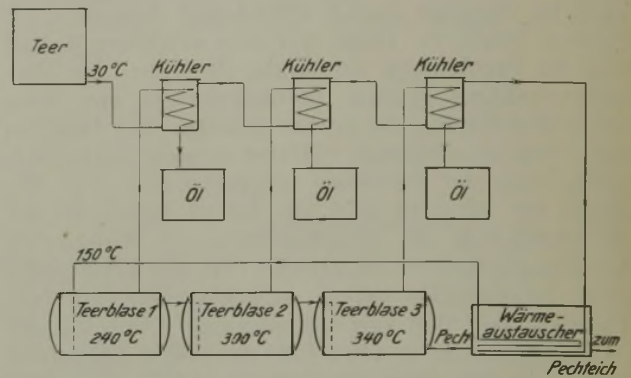 Teer
30°C
Kühler Kühler Kühler
Öl Öl Öl
150°C
Teerblase 1 Teerblase 2 Teerblase 3
240°C 300°C 340°C
Pech
Wärme-
austauscher
zum
Pechteich